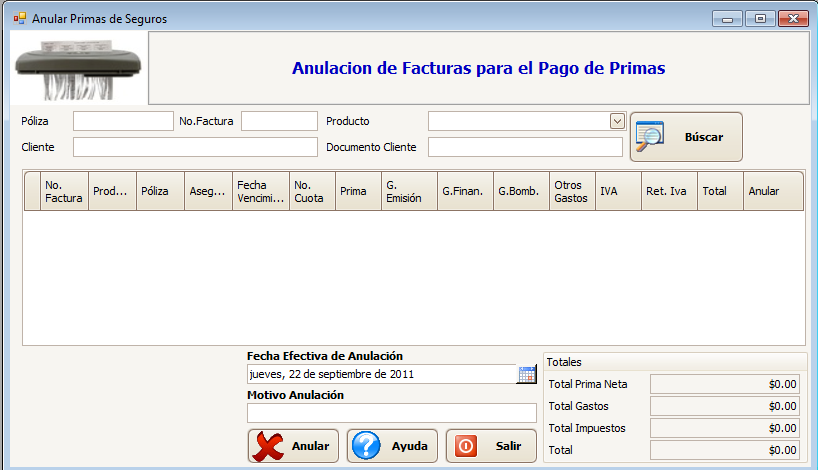 Anular Primas de Seguros
Anulacion de Facturas para el Pago de Primas
Póliza No.Factura Producto
Cliente Documento Cliente
Búscar
No. Factura Prod... Póliza Aseg... Fecha Vencimi... No. Cuota Prima G. Emisión G.Finan. G.Bomb. Otros Gastos IVA Ret. Iva Total Anular
Fecha Efectiva de Anulación
jueves, 22 de septiembre de 2011
Motivo Anulación
Anular Ayuda Salir
Totales
Total Prima Neta $0.00
Total Gastos $0.00
Total Impuestos $0.00
Total $0.00